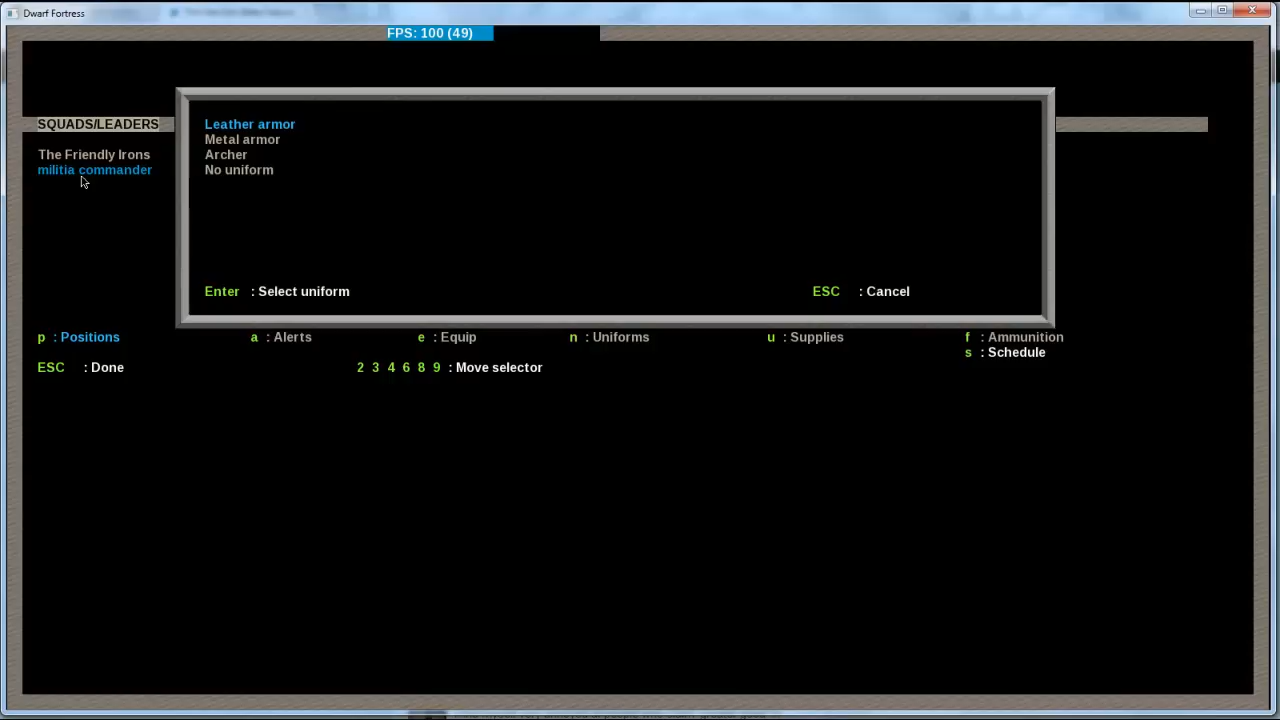 Dwarf Fortress
FPS: 100 (49)
SQUADS/LEADERS
The Friendly Irons
militia commander
Leather armor
Metal armor
Archer
No uniform
Enter : Select uniform ESC : Cancel
p : Positions a : Alerts e : Equip n : Uniforms u : Supplies f : Ammunition
s : Schedule
ESC : Done 2 3 4 6 8 9 : Move selector